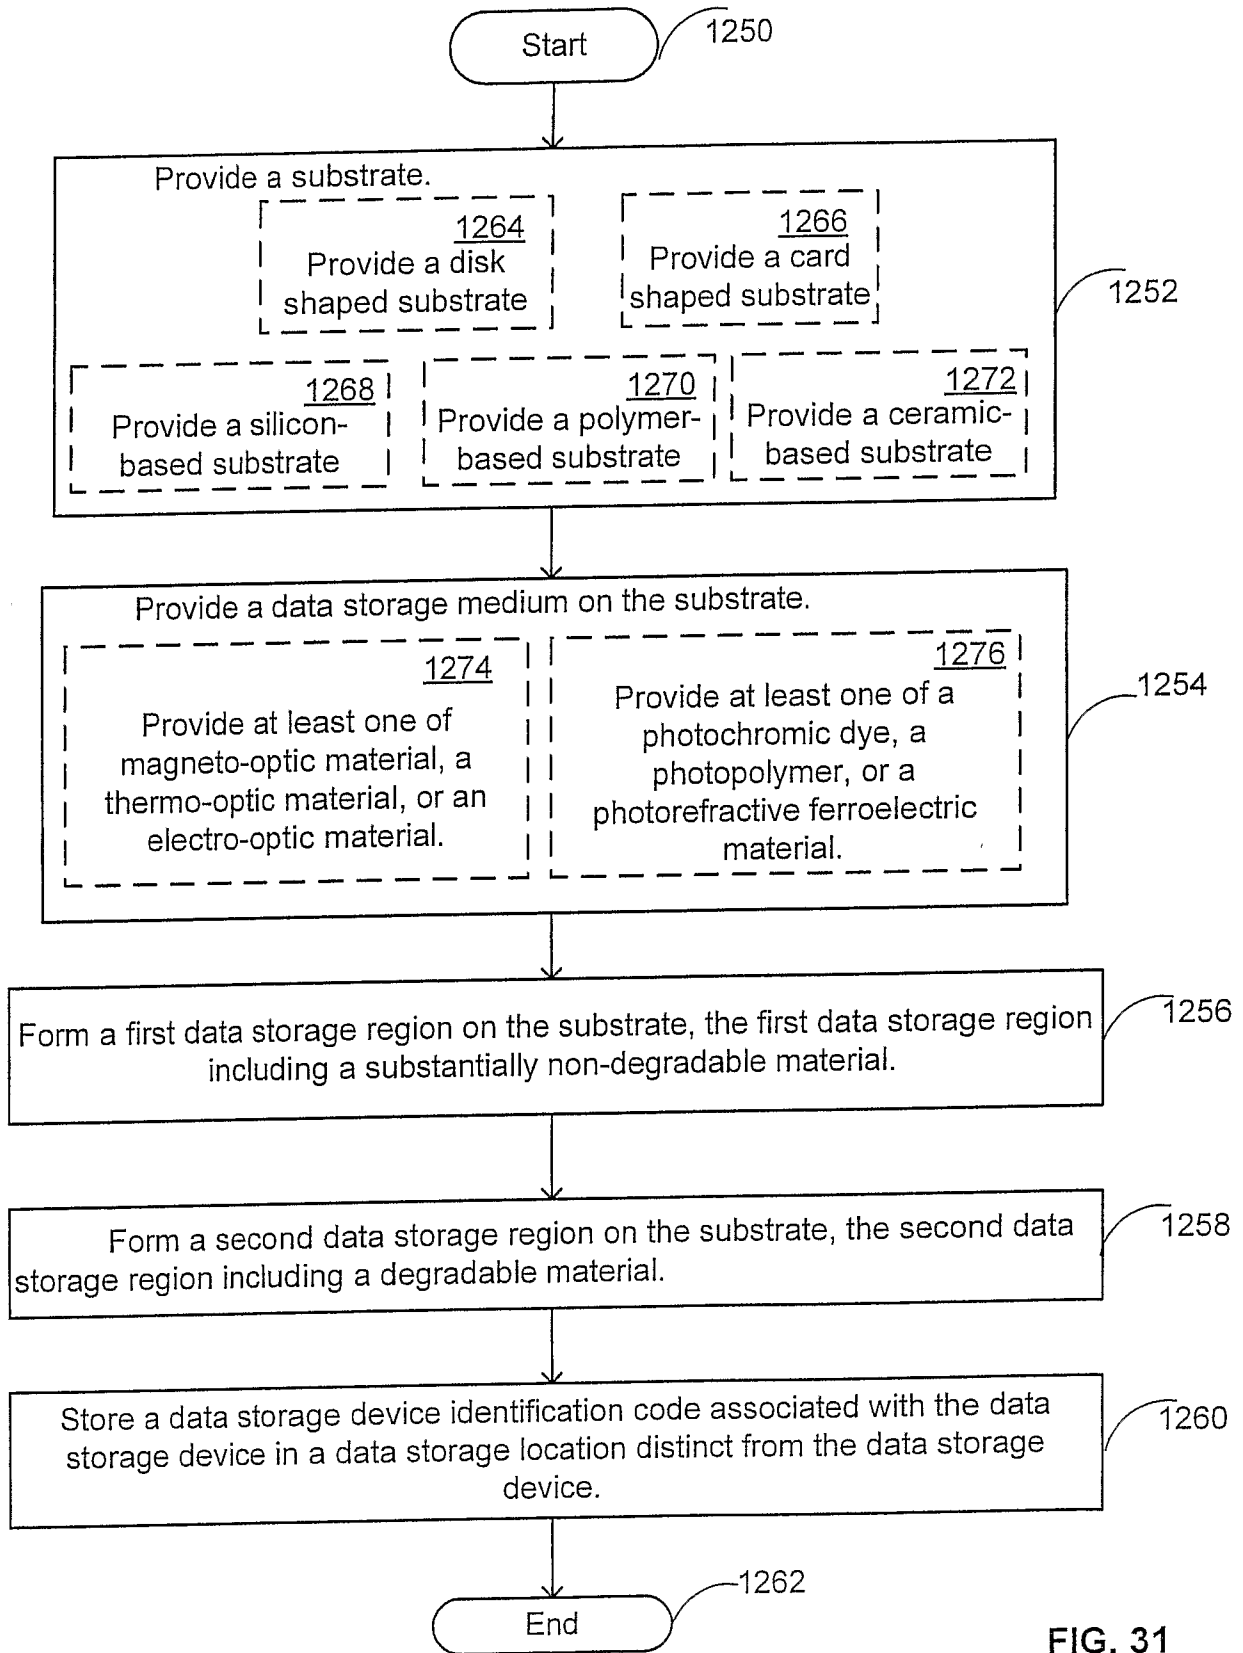 Start
1250
Provide a substrate.
1264
Provide a disk
shaped substrate
1266
Provide a card
shaped substrate
1252
1268
Provide a silicon-
based substrate
1270
Provide a polymer-
based substrate
1272
Provide a ceramic-
based substrate
Provide a data storage medium on the substrate.
1274
Provide at least one of
magneto-optic material, a
thermo-optic material, or an
electro-optic material.
1276
Provide at least one of a
photochromic dye, a
photopolymer, or a
photorefractive ferroelectric
material.
1254
Form a first data storage region on the substrate, the first data storage region
including a substantially non-degradable material.
1256
Form a second data storage region on the substrate, the second data
storage region including a degradable material.
1258
Store a data storage device identification code associated with the data
storage device in a data storage location distinct from the data storage
device.
1260
End
1262
FIG. 31